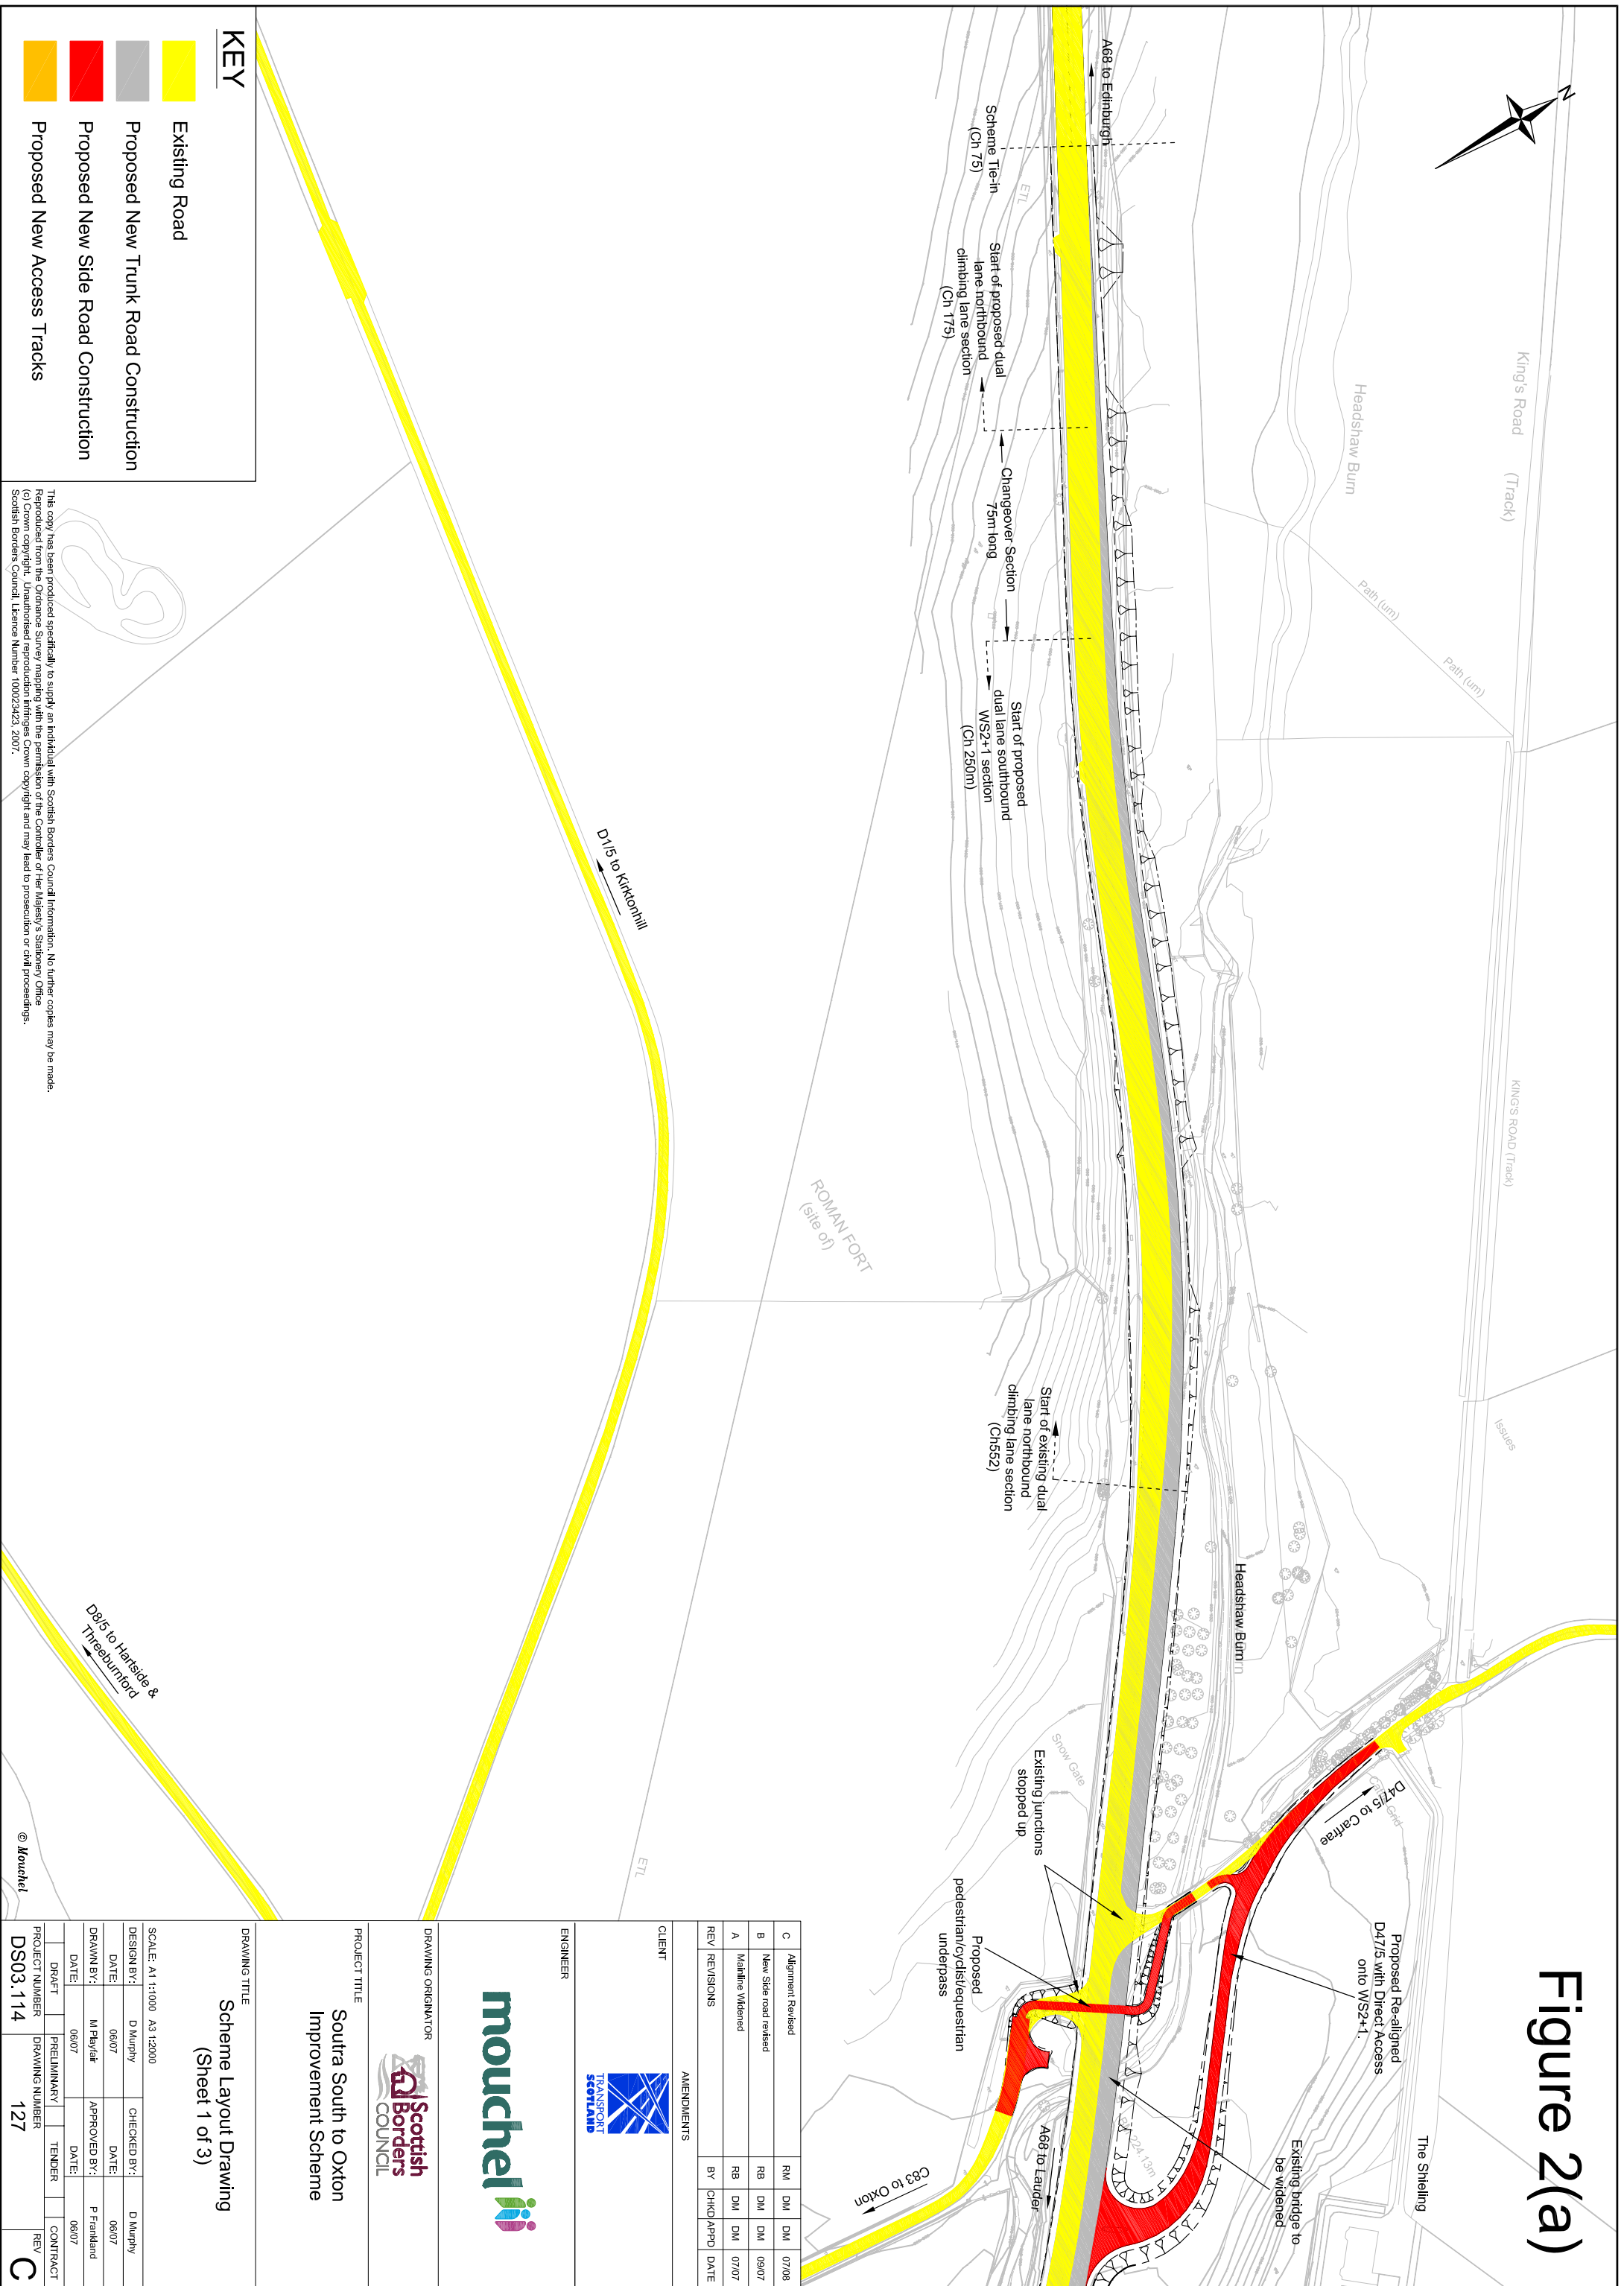 Figure 2(a)
N
King's Road (Track)
Headshaw Burn
Path (um)
Path (um)
KING'S ROAD (Track)
Issues
The Shieling
A68 to Edinburgh
Scheme Tie-in
(Ch 75)
ETL
Start of proposed dual
lane northbound
climbing lane section
(Ch 175)
Changeover Section
75m long
Start of proposed
dual lane southbound
WS2+1 section
(Ch 250m)
Start of existing dual
lane northbound
climbing lane section
(Ch552)
Headshaw Burn
Snow Gate
Existing junctions
stopped up
Proposed
pedestrian/cyclist/equestrian
underpass
D47/5 to Carfrae
Proposed Re-aligned
D47/5 with Direct Access
onto WS2+1.
Existing bridge to
be widened
A68 to Lauder
C83 to Oxton
ROMAN FORT
(site of)
D1/5 to Kirktonhill
ETL
D8/5 to Hartside &
Threeburnford
KEY
Existing Road
Proposed New Trunk Road Construction
Proposed New Side Road Construction
Proposed New Access Tracks
This copy has been produced specifically to supply an individual with Scottish Borders Council Information. No further copies may be made.
Reproduced from the Ordnance Survey mapping with the permission of the Controller of Her Majesty's Stationery Office
(c) Crown copyright. Unauthorised reproduction infringes Crown copyright and may lead to prosecution or civil proceedings.
Scottish Borders Council, Licence Number 100023423, 2007.
© Mouchel
C Alignment Revised RM DM DM 07/08
B New Side road revised RB DM DM 09/07
A Mainline Widened RB DM DM 07/07
REV REVISIONS BY CHKD APPD DATE
AMENDMENTS
CLIENT
TRANSPORT
SCOTLAND
ENGINEER
mouchel
DRAWING ORIGINATOR
Scottish
Borders
COUNCIL
PROJECT TITLE
Soutra South to Oxton
Improvement Scheme
DRAWING TITLE
Scheme Layout Drawing
(Sheet 1 of 3)
SCALE: A1 1:1000 A3 1:2000
DESIGN BY: D Murphy CHECKED BY: D Murphy
DATE: 06/07 DATE: 06/07
DRAWN BY: M Playfair APPROVED BY: P Frankland
DATE: 06/07 DATE: 06/07
DRAFT PRELIMINARY TENDER CONTRACT
PROJECT NUMBER DRAWING NUMBER REV
DS03.114 127 C